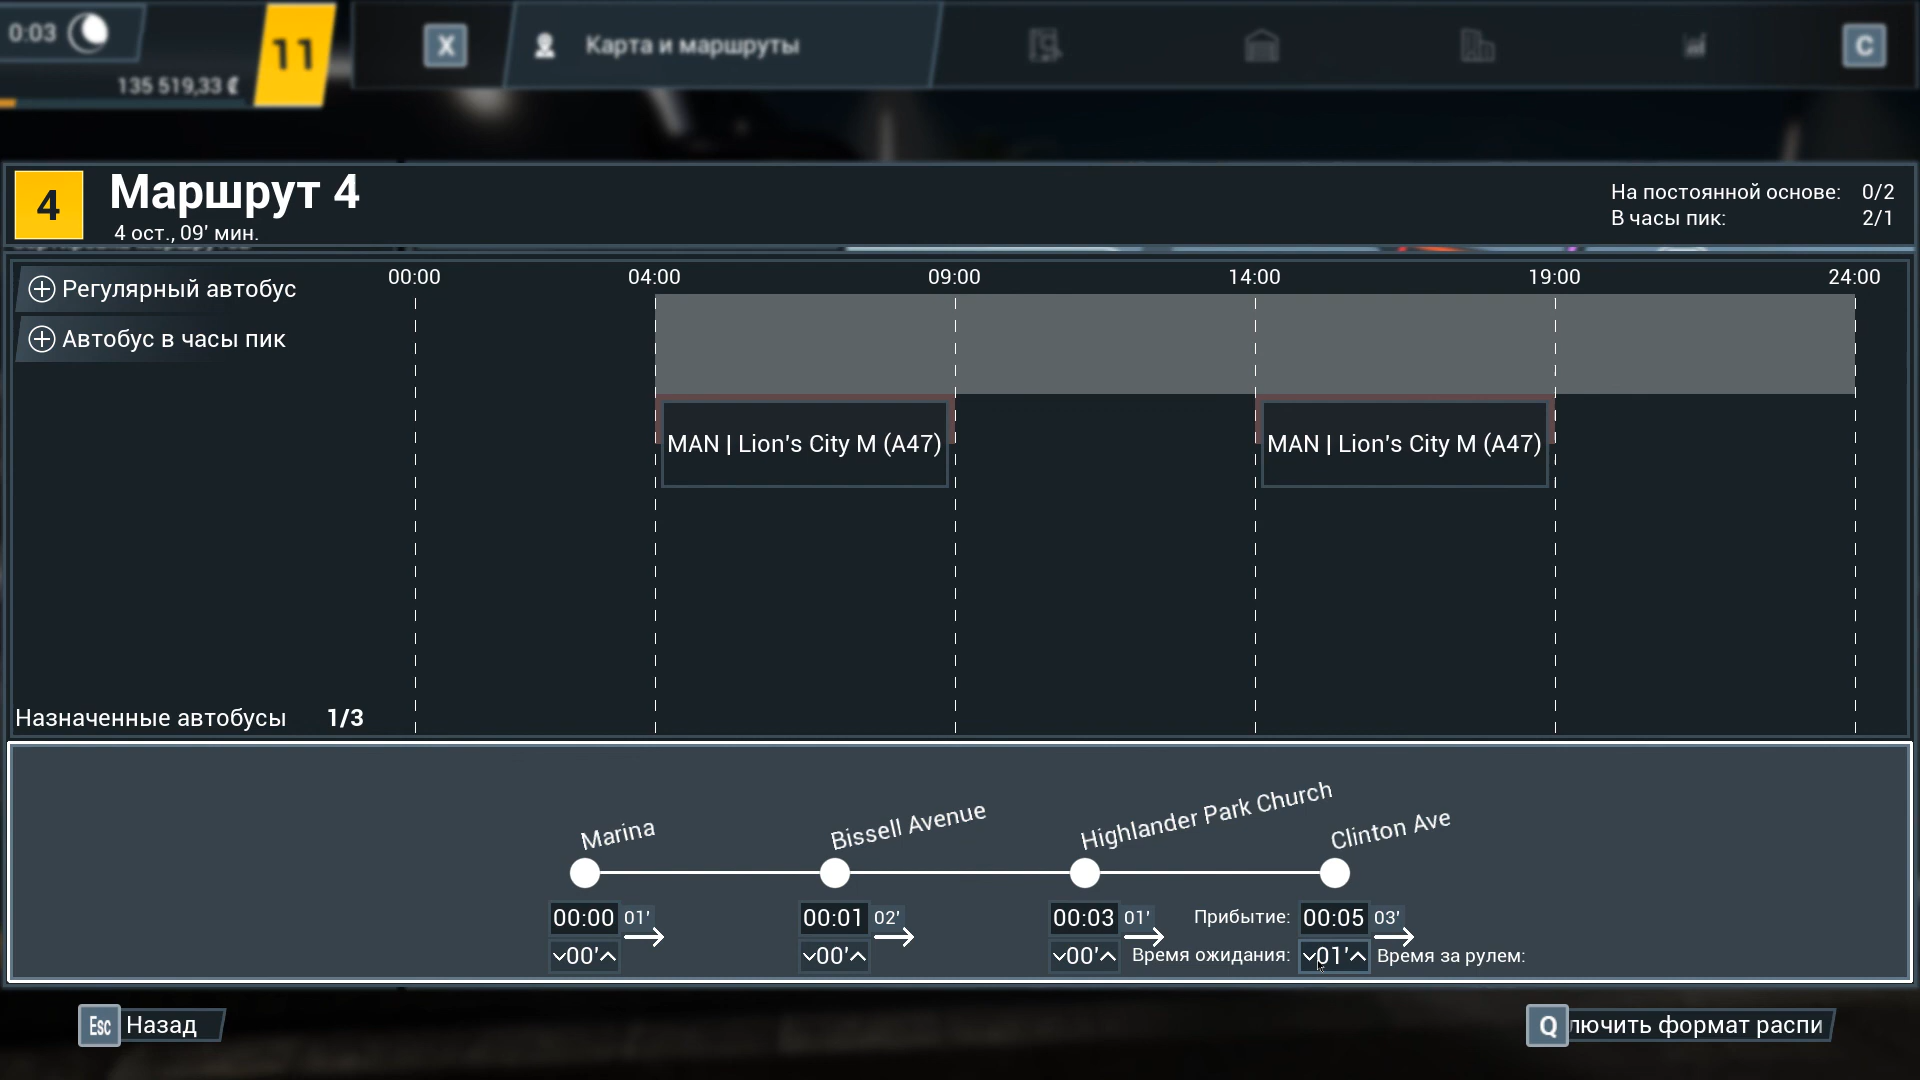 0:03
135 519,33 ₢
11
X
Карта и маршруты
C
4
Маршрут 4
4 ост., 09' мин.
На постоянной основе: 0/2
В часы пик: 2/1
Регулярный автобус
Автобус в часы пик
00:00 04:00 09:00 14:00 19:00 24:00
MAN | Lion's City M (A47)
MAN | Lion's City M (A47)
Назначенные автобусы 1/3
Marina
Bissell Avenue
Highlander Park Church
Clinton Ave
00:00 01' 00:01 02' 00:03 01' Прибытие: 00:05 03'
00' 00' 00' Время ожидания: 01' Время за рулем:
Esc Назад
Q лючить формат распи